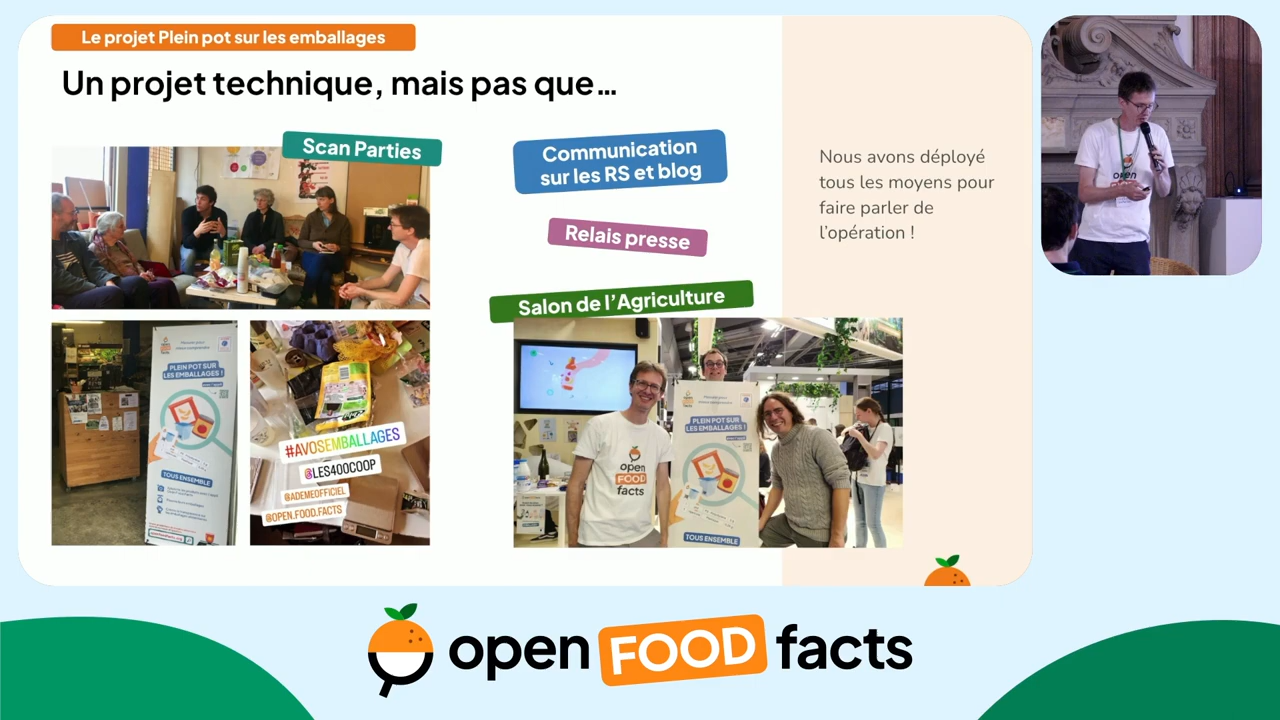 Le projet Plein pot sur les emballages
Un projet technique, mais pas que...
Scan Parties
Communication
sur les RS et blog
Relais presse
Salon de l'Agriculture
Nous avons déployé
tous les moyens pour
faire parler de
l'opération !
PLEIN POT SUR
LES EMBALLAGES !
TOUS ENSEMBLE
#AVOSEMBALLAGES
@LES400COOP
@ADEMEOFFICIEL
@OPEN.FOOD.FACTS
open
FOOD
facts
PLEIN POT SUR
LES EMBALLAGES !
TOUS ENSEMBLE
open
open FOOD facts